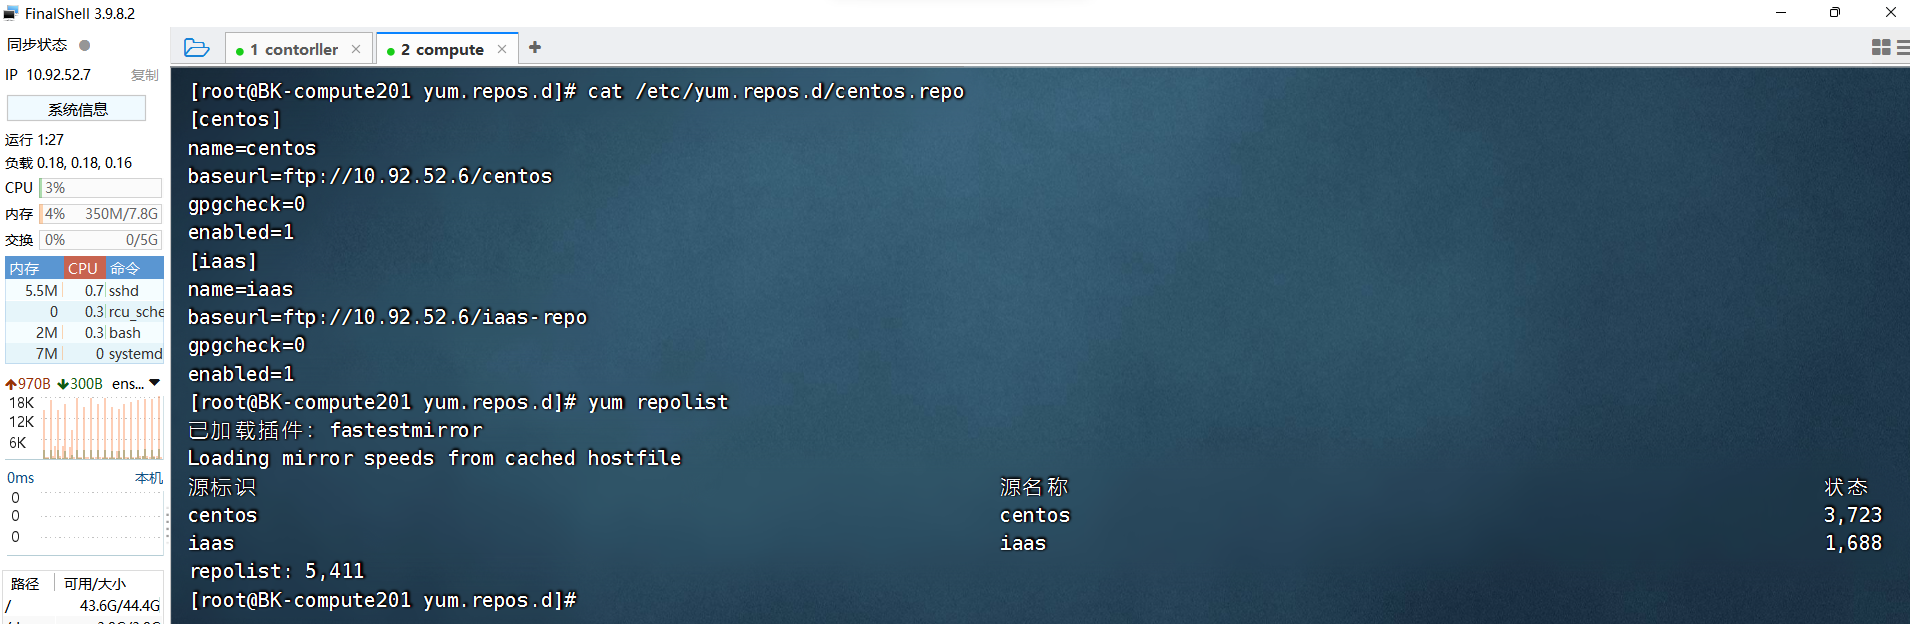 FinalShell 3.9.8.2
同步状态
IP 10.92.52.7 复制
系统信息
运行 1:27
负载 0.18, 0.18, 0.16
CPU 3%
内存 4% 350M/7.8G
交换 0% 0/5G
内存 CPU 命令
5.5M 0.7 sshd
0 0.3 rcu_sche
2M 0.3 bash
7M 0 systemd
970B 300B ens...
18K
12K
6K
0ms 本机
0
0
0
路径 可用/大小
/ 43.6G/44.4G
1 contorller
2 compute
[root@BK-compute201 yum.repos.d]# cat /etc/yum.repos.d/centos.repo
[centos]
name=centos
baseurl=ftp://10.92.52.6/centos
gpgcheck=0
enabled=1
[iaas]
name=iaas
baseurl=ftp://10.92.52.6/iaas-repo
gpgcheck=0
enabled=1
[root@BK-compute201 yum.repos.d]# yum repolist
已加载插件：fastestmirror
Loading mirror speeds from cached hostfile
源标识 源名称 状态
centos centos 3,723
iaas iaas 1,688
repolist: 5,411
[root@BK-compute201 yum.repos.d]#